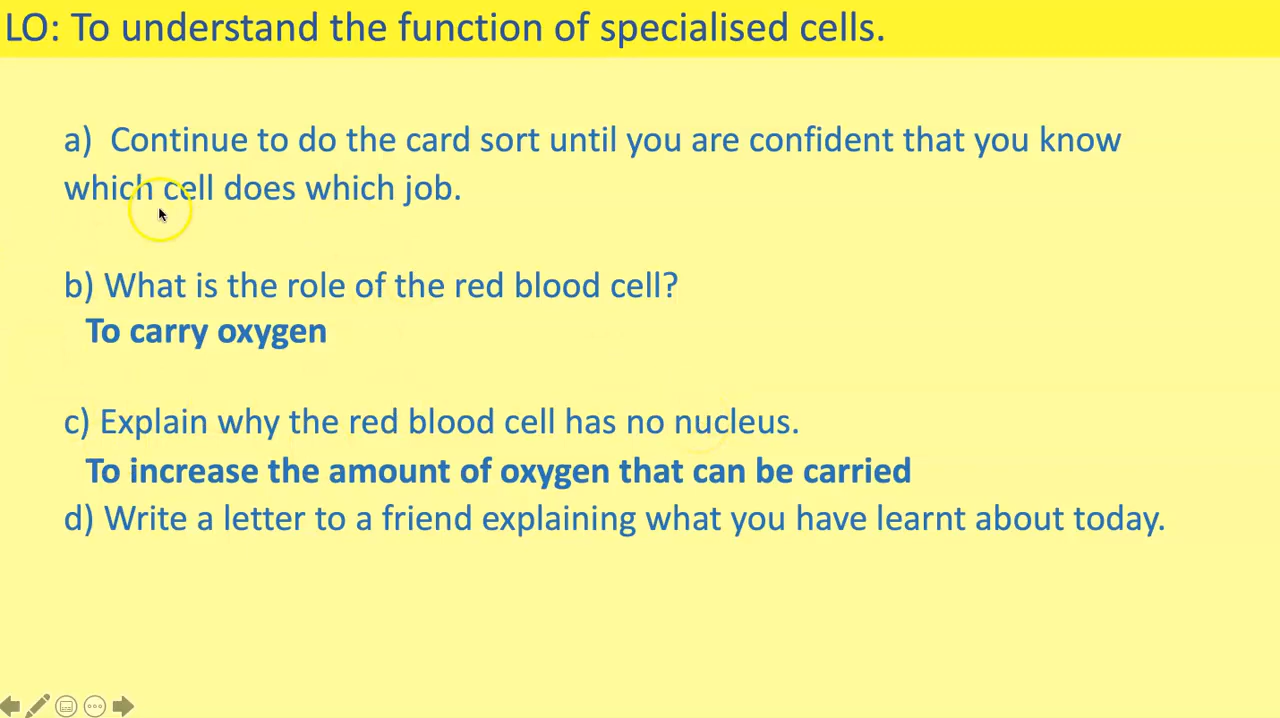 LO: To understand the function of specialised cells.
a) Continue to do the card sort until you are confident that you know
which cell does which job.
b) What is the role of the red blood cell?
To carry oxygen
c) Explain why the red blood cell has no nucleus.
To increase the amount of oxygen that can be carried
d) Write a letter to a friend explaining what you have learnt about today.